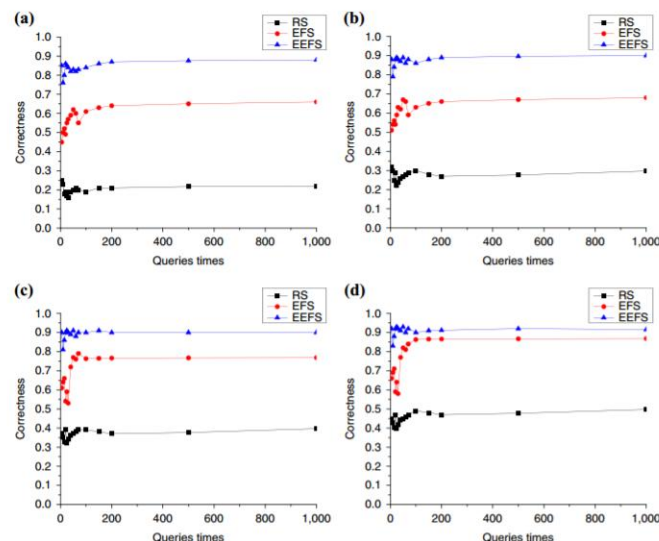 (a)
RS
EFS
EEFS
1.0
0.9
0.8
0.7
0.6
0.5
0.4
0.3
0.2
0.1
0.0
Correctness
0
200
400
600
800
1,000
Queries times
(b)
RS
EFS
EEFS
1.0
0.9
0.8
0.7
0.6
0.5
0.4
0.3
0.2
0.1
0.0
Correctness
0
200
400
600
800
1,000
Queries times
(c)
RS
EFS
EEFS
1.0
0.9
0.8
0.7
0.6
0.5
0.4
0.3
0.2
0.1
0.0
Correctness
0
200
400
600
800
1,000
Queries times
(d)
RS
EFS
EEFS
1.0
0.9
0.8
0.7
0.6
0.5
0.4
0.3
0.2
0.1
0.0
Correctness
0
200
400
600
800
1,000
Queries times